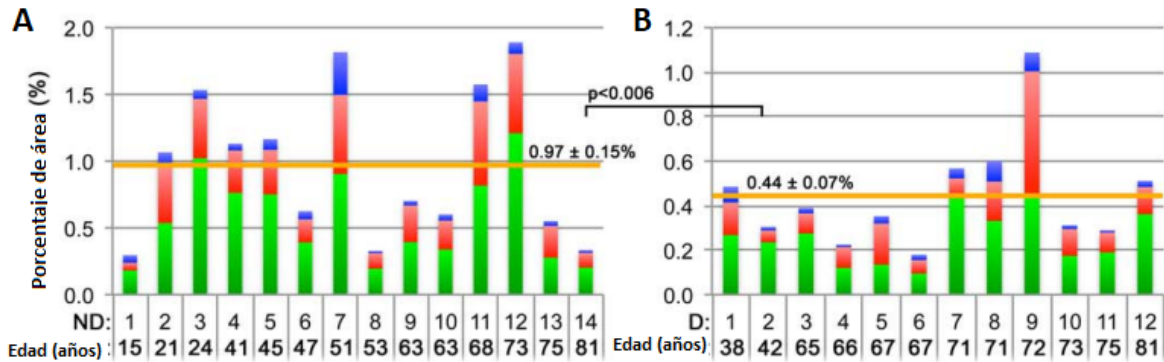 A
B
Porcentaje de área (%)
2.0
1.5
1.0
0.5
0.0
0.97 ± 0.15%
p<0.006
ND: 1 2 3 4 5 6 7 8 9 10 11 12 13 14
Edad (años) 15 21 24 41 45 47 51 53 63 63 68 73 75 81
1.2
1.0
0.8
0.6
0.4
0.2
0.0
0.44 ± 0.07%
D: 1 2 3 4 5 6 7 8 9 10 11 12
Edad (años) 38 42 65 66 67 67 71 71 72 73 75 81